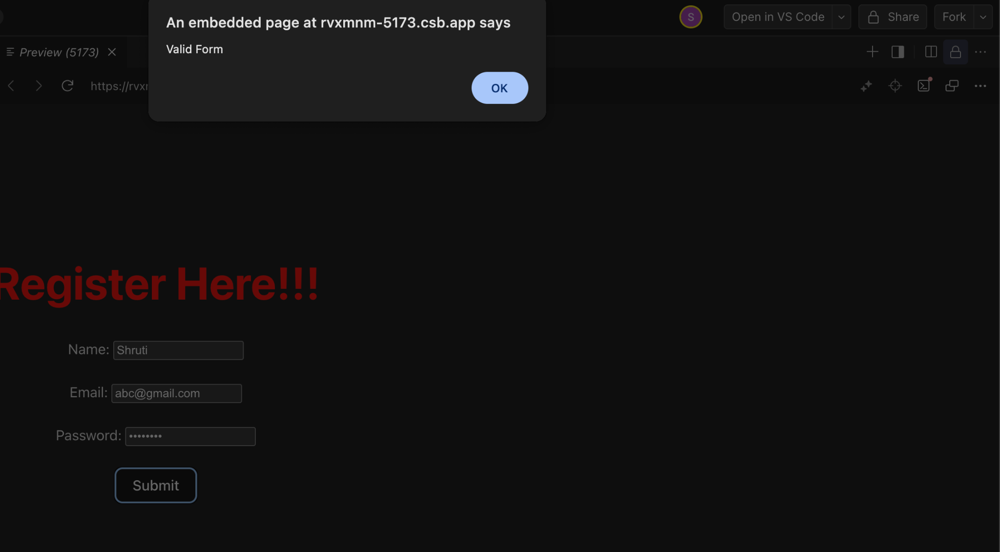 An embedded page at rvxmnm-5173.csb.app says
Valid Form
OK
S
Open in VS Code
Share
Fork
Preview (5173)
https://rvxr
Register Here!!!
Name: Shruti
Email: abc@gmail.com
Password: ••••••••
Submit